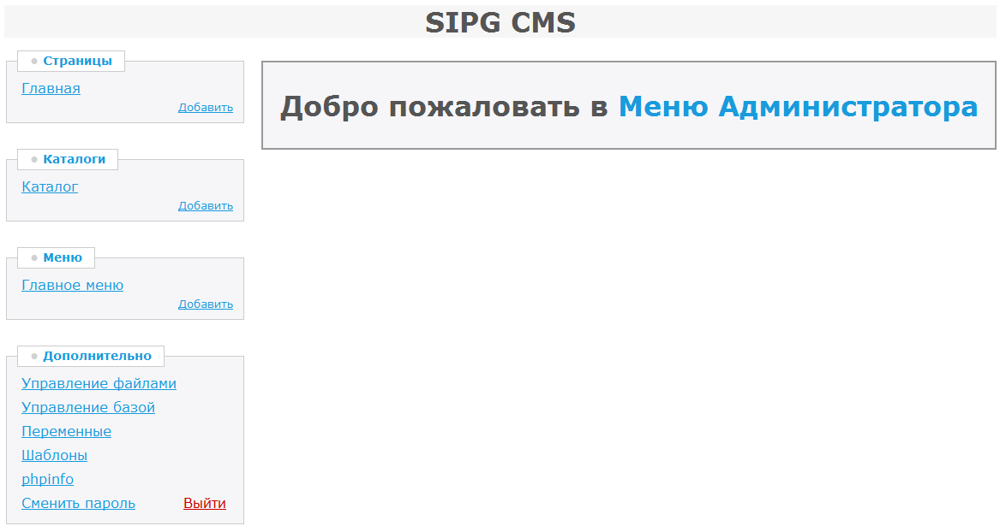 SIPG CMS
Страницы
Главная
Добавить
Каталоги
Каталог
Добавить
Меню
Главное меню
Добавить
Дополнительно
Управление файлами
Управление базой
Переменные
Шаблоны
phpinfo
Сменить пароль Выйти
Добро пожаловать в Меню Администратора